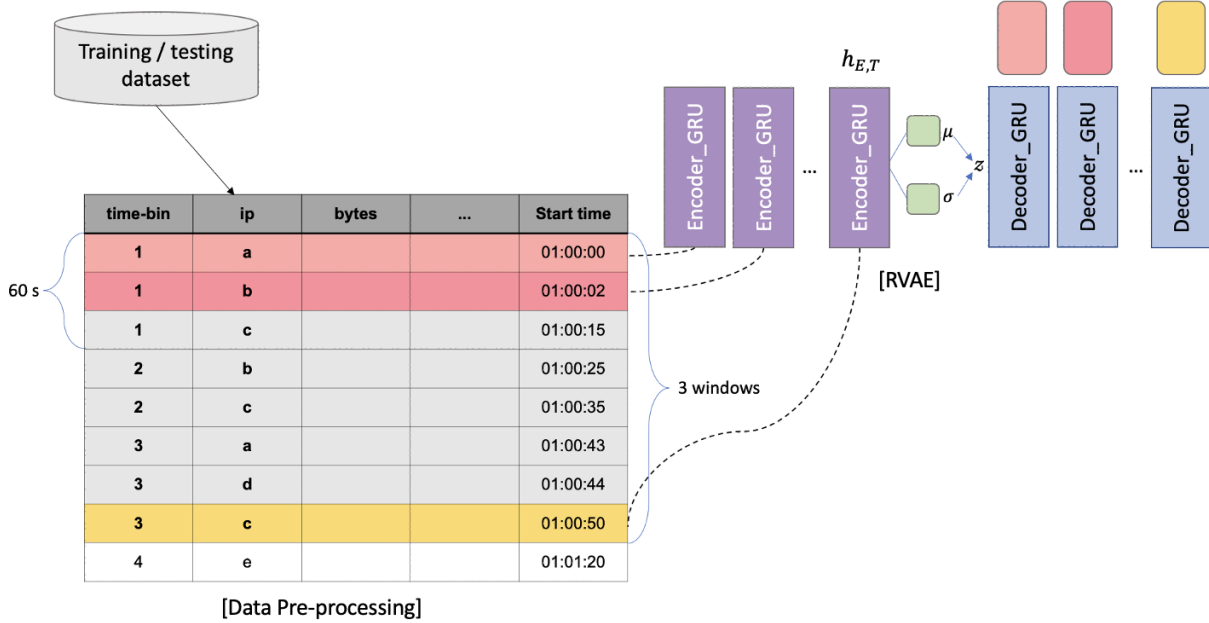 Training / testing
dataset
time-bin ip bytes ... Start time
1 a 01:00:00
1 b 01:00:02
1 c 01:00:15
2 b 01:00:25
2 c 01:00:35
3 a 01:00:43
3 d 01:00:44
3 c 01:00:50
4 e 01:01:20
60 s
3 windows
[Data Pre-processing]
h_{E,T}
Encoder_GRU
Encoder_GRU
...
Encoder_GRU
μ
σ
z
Decoder_GRU
Decoder_GRU
...
Decoder_GRU
[RVAE]